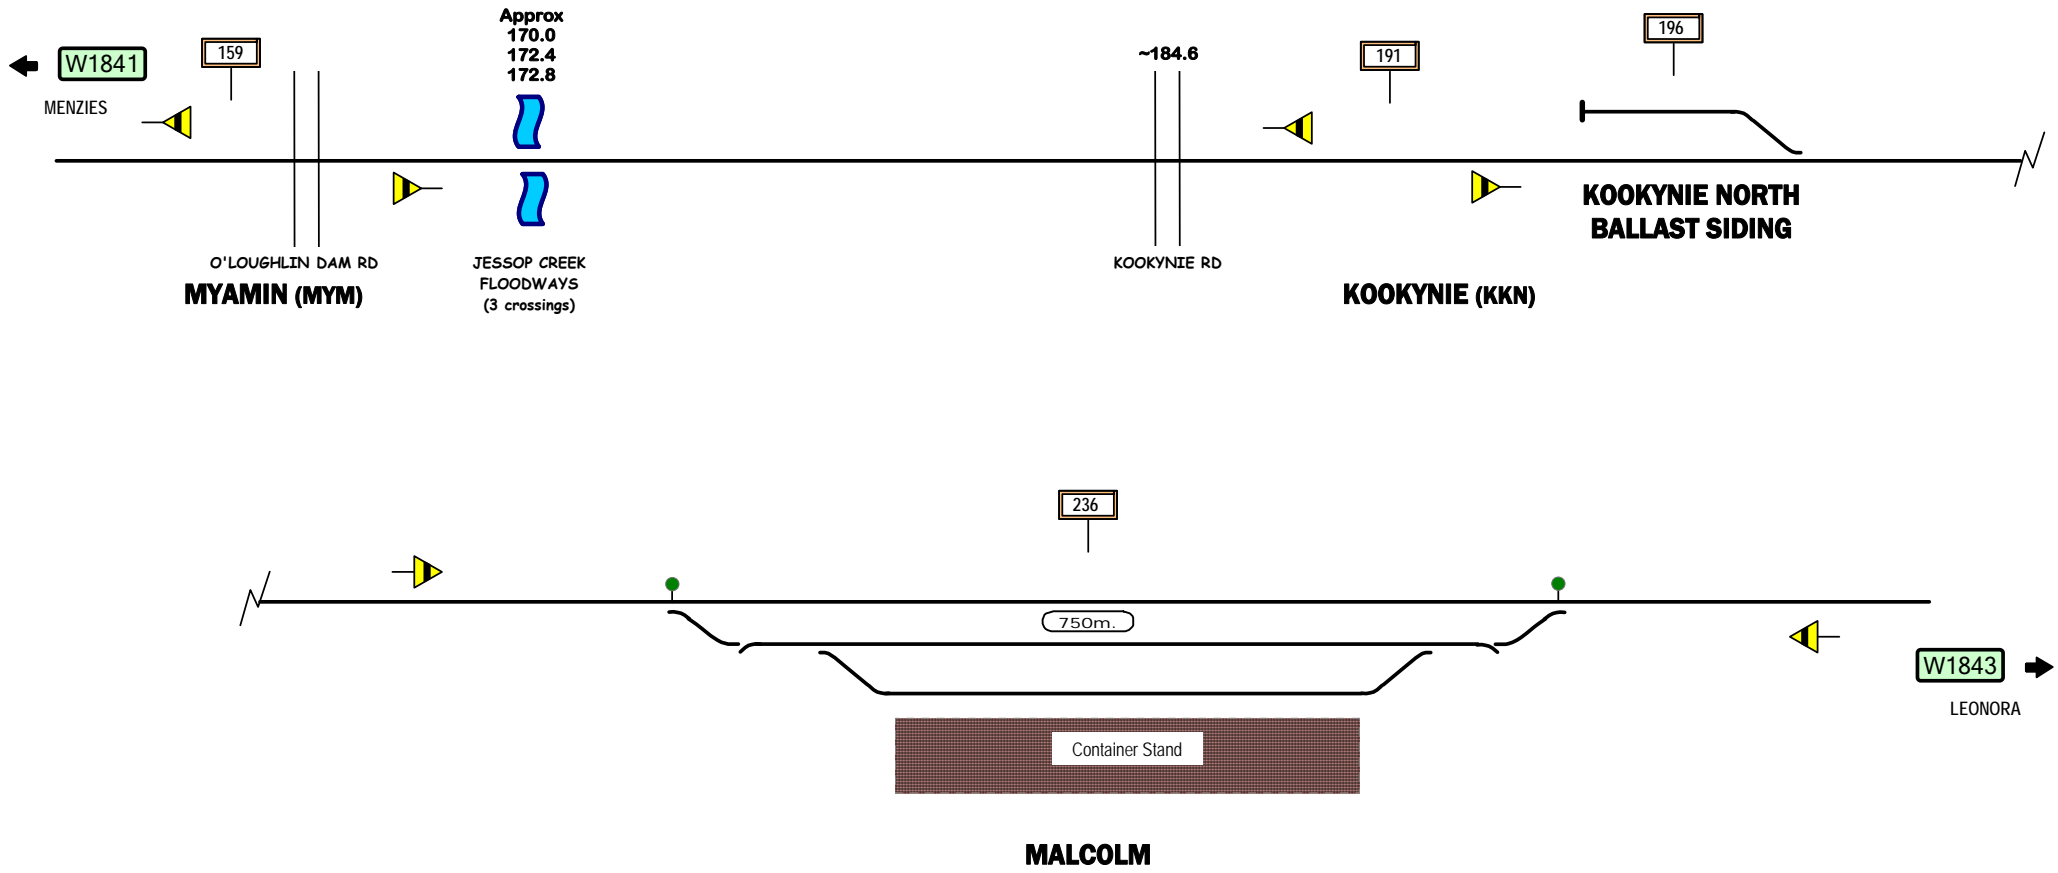 Approx
170.0
172.4
172.8
W1841
159
~184.6
191
196
MENZIES
KOOKYNIE NORTH
BALLAST SIDING
O'LOUGHLIN DAM RD
JESSOP CREEK
FLOODWAYS
(3 crossings)
KOOKYNIE RD
MYAMIN (MYM)
KOOKYNIE (KKN)
236
750m.
W1843
LEONORA
Container Stand
MALCOLM